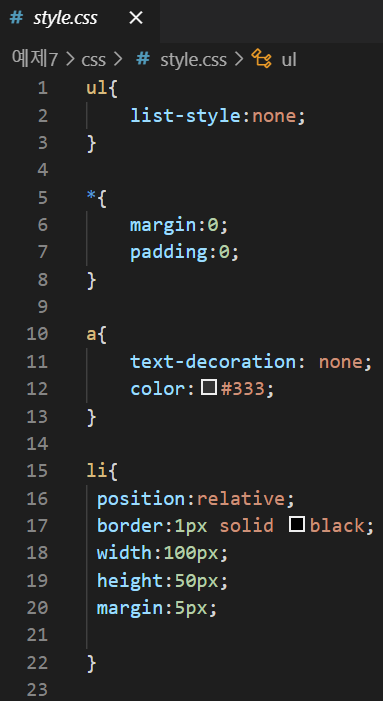 # style.css ×
예제7 > css > # style.css > ul
1 ul{
2 list-style:none;
3 }
4
5 *{
6 margin:0;
7 padding:0;
8 }
9
10 a{
11 text-decoration: none;
12 color:#333;
13 }
14
15 li{
16 position:relative;
17 border:1px solid black;
18 width:100px;
19 height:50px;
20 margin:5px;
21
22 }
23